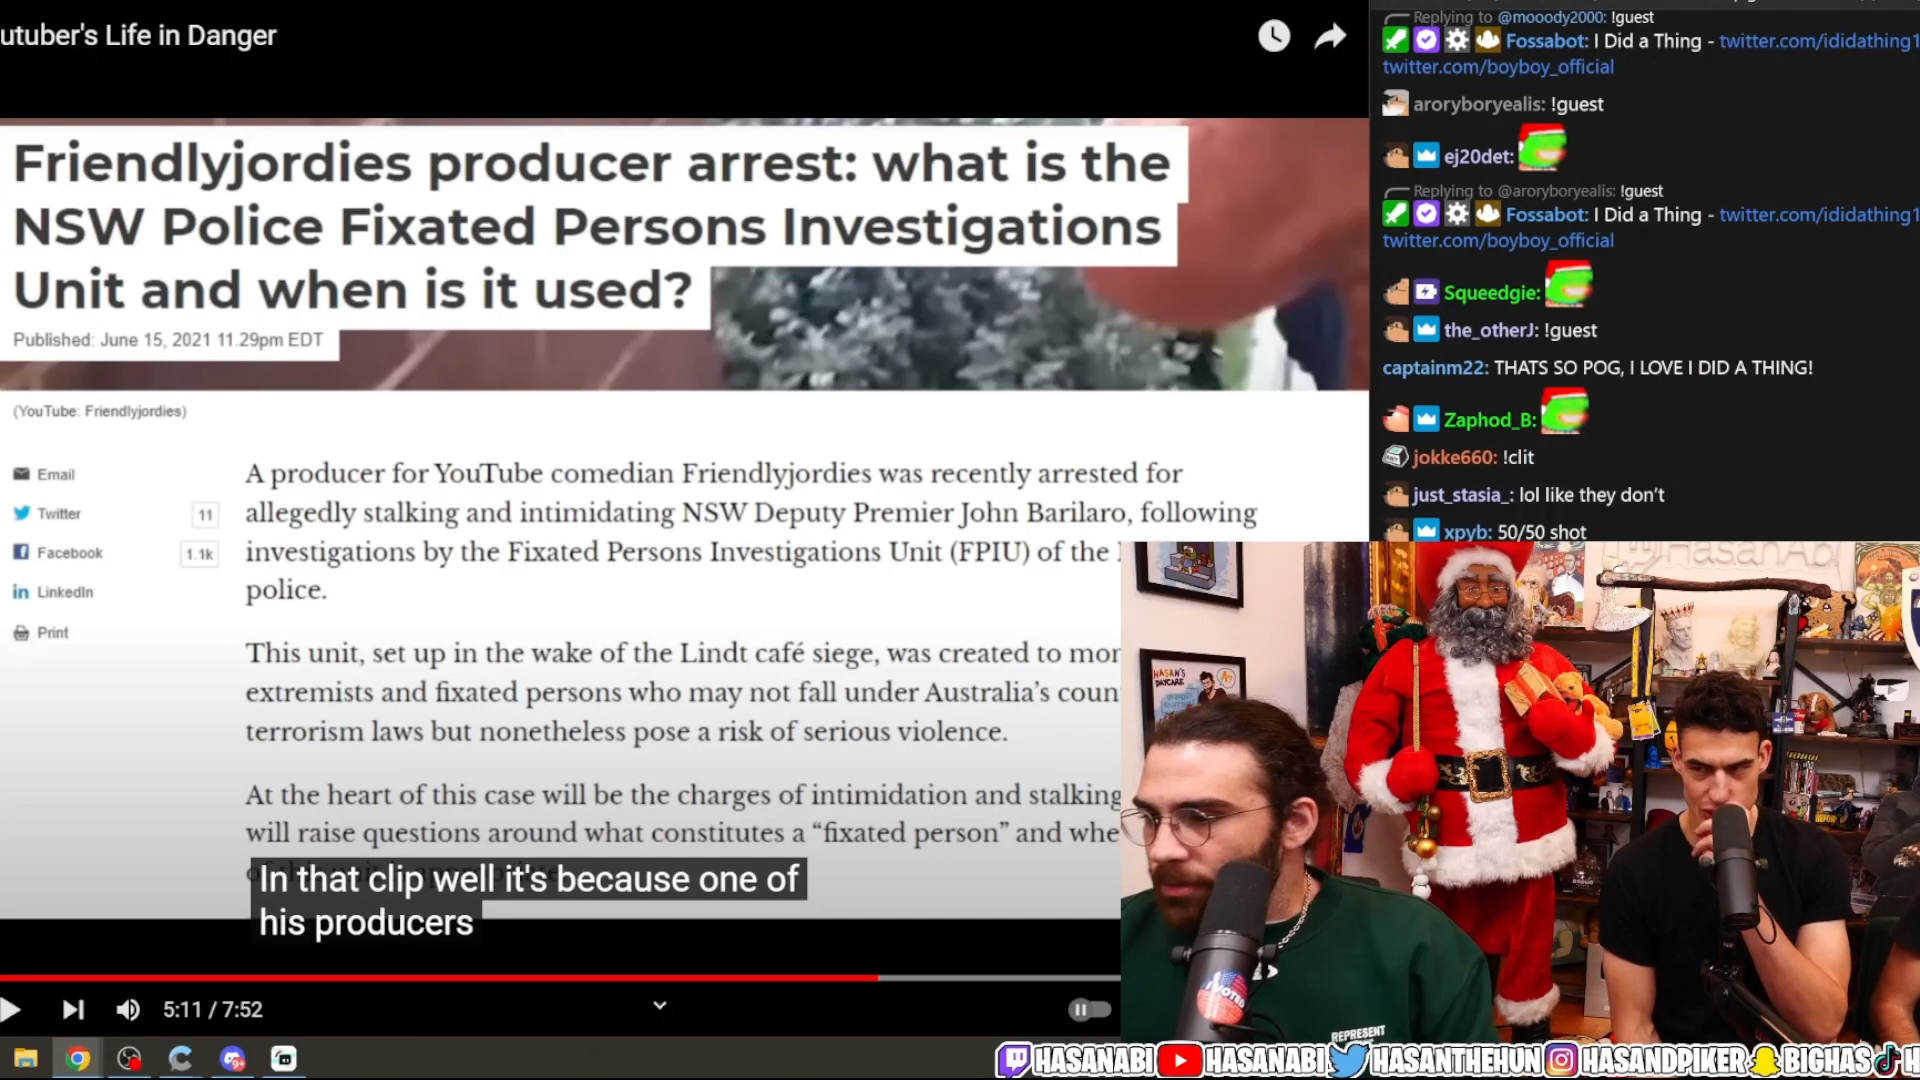 utuber's Life in Danger
Friendlyjordies producer arrest: what is the
NSW Police Fixated Persons Investigations
Unit and when is it used?
Published: June 15, 2021 11.29pm EDT
(YouTube: Friendlyjordies)
Email
Twitter 11
Facebook 1.1k
LinkedIn
Print
A producer for YouTube comedian Friendlyjordies was recently arrested for
allegedly stalking and intimidating NSW Deputy Premier John Barilaro, following
investigations by the Fixated Persons Investigations Unit (FPIU) of the
police.
This unit, set up in the wake of the Lindt café siege, was created to mon
extremists and fixated persons who may not fall under Australia's coun
terrorism laws but nonetheless pose a risk of serious violence.
At the heart of this case will be the charges of intimidation and stalking
will raise questions around what constitutes a “fixated person” and whe
In that clip well it's because one of
his producers
5:11 / 7:52
Replying to @mooody2000: !guest
Fossabot: I Did a Thing - twitter.com/ididathing1
twitter.com/boyboy_official
aroryboryealis: !guest
ej20det:
Replying to @aroryboryealis: !guest
Fossabot: I Did a Thing - twitter.com/ididathing1
twitter.com/boyboy_official
Squeedgie:
the_otherJ: !guest
captainm22: THATS SO POG, I LOVE I DID A THING!
Zaphod_B:
jokke660: !clit
just_stasia_: lol like they don't
xpyb: 50/50 shot
HasanAbi
HASAN'S
DAYCARE
I VOTED
REPRESENT
HASANABI HASANABI HASANTHEHUN HASANDPIKER BIGHAS H